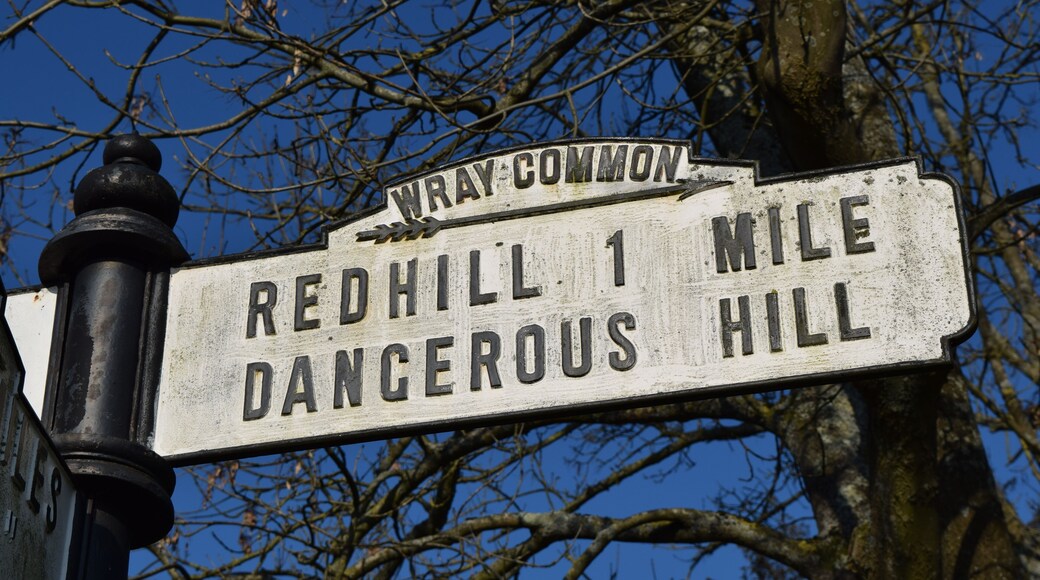 WRAY COMMON
REDHILL 1 MILE
DANGEROUS HILL